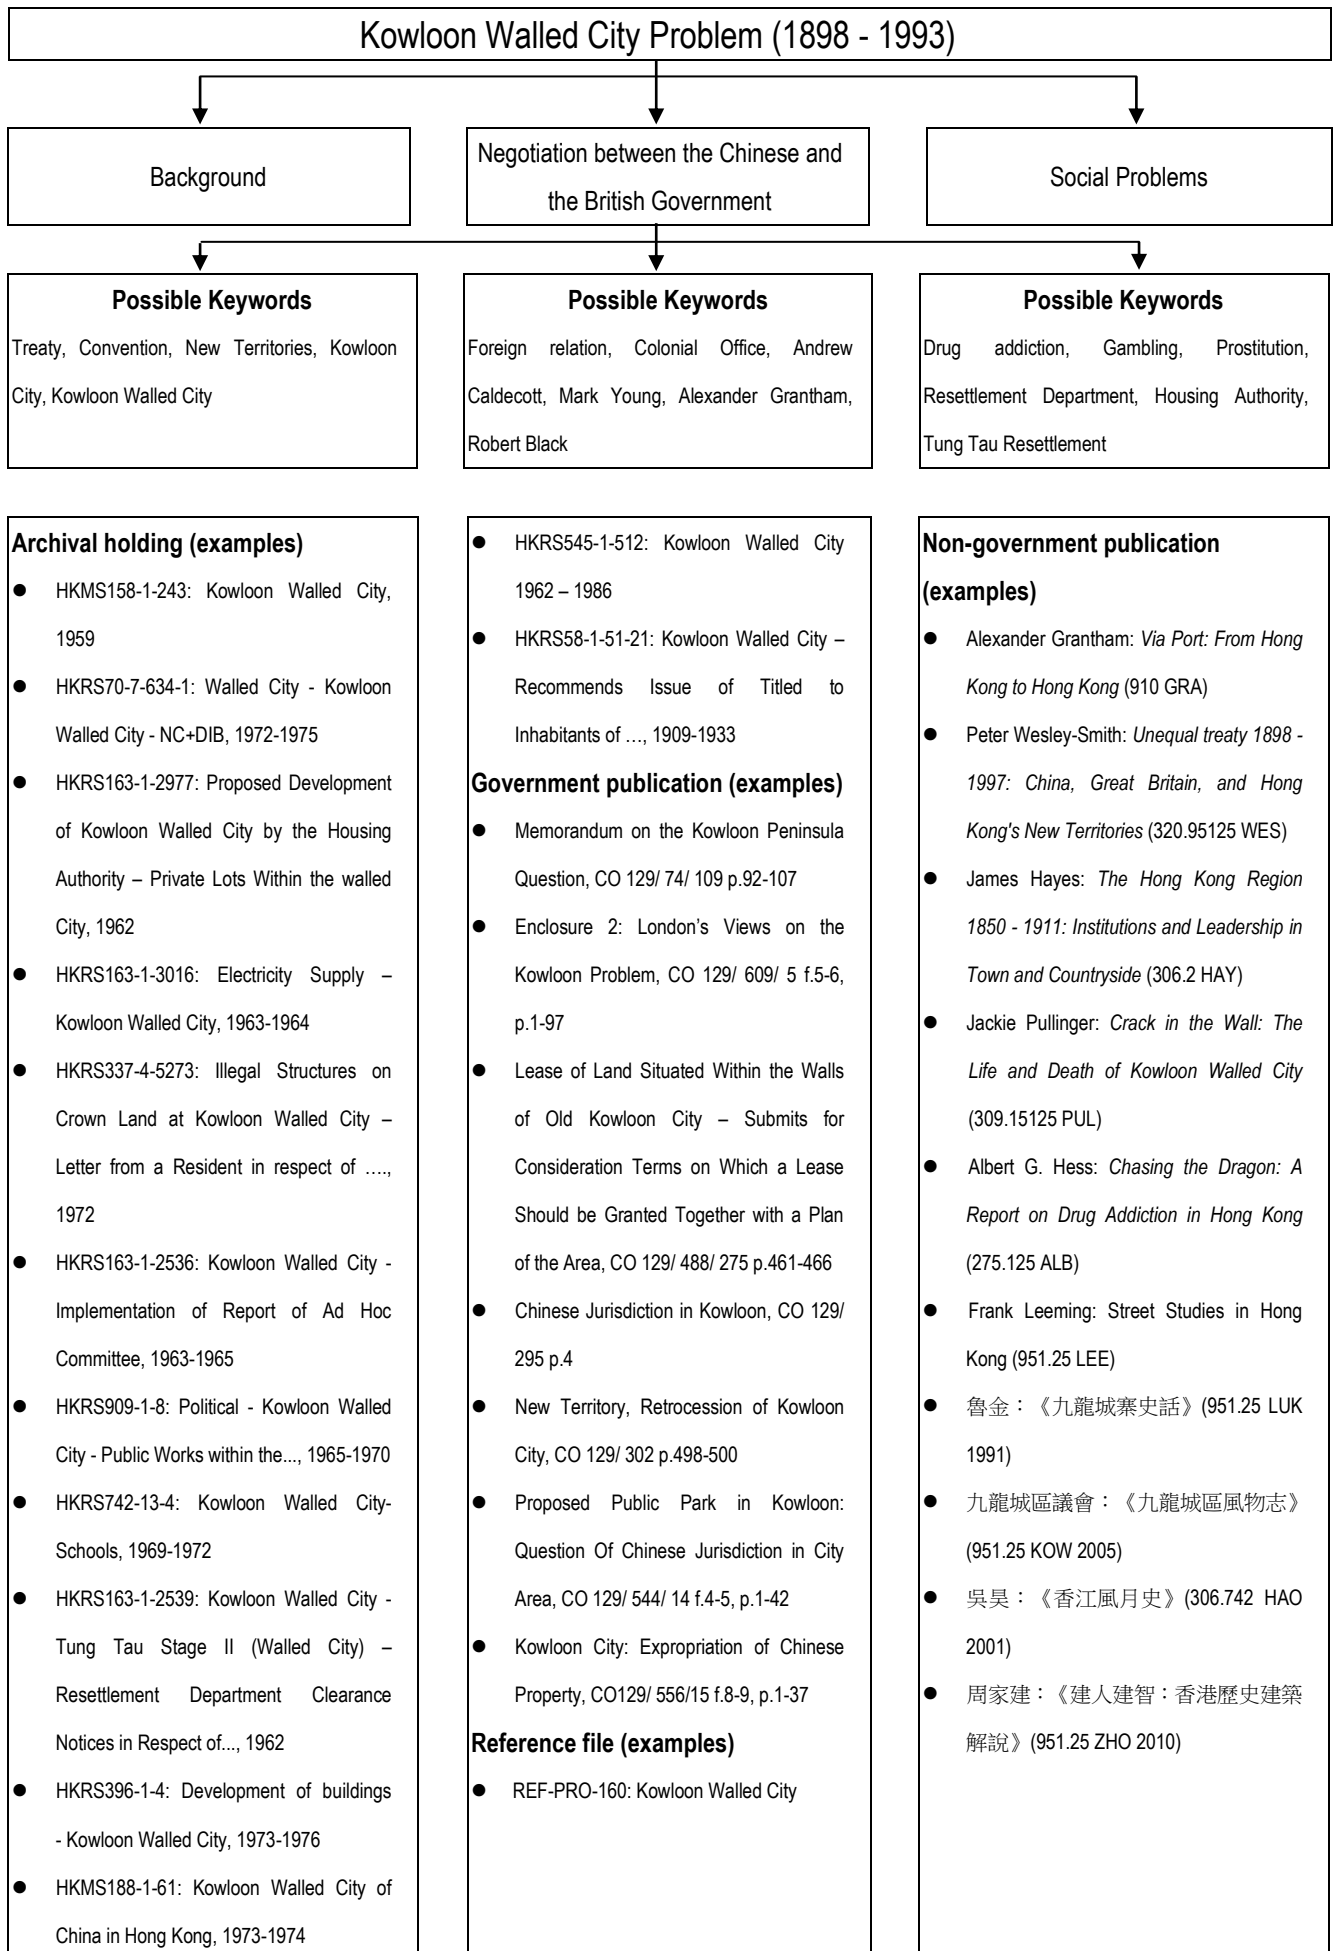 Kowloon Walled City Problem (1898 - 1993)
Background
Negotiation between the Chinese and
the British Government
Social Problems
Possible Keywords
Treaty, Convention, New Territories, Kowloon
City, Kowloon Walled City
Possible Keywords
Foreign relation, Colonial Office, Andrew
Caldecott, Mark Young, Alexander Grantham,
Robert Black
Possible Keywords
Drug addiction, Gambling, Prostitution,
Resettlement Department, Housing Authority,
Tung Tau Resettlement
Archival holding (examples)
● HKMS158-1-243: Kowloon Walled City,
1959
● HKRS70-7-634-1: Walled City - Kowloon
Walled City - NC+DIB, 1972-1975
● HKRS163-1-2977: Proposed Development
of Kowloon Walled City by the Housing
Authority – Private Lots Within the walled
City, 1962
● HKRS163-1-3016: Electricity Supply –
Kowloon Walled City, 1963-1964
● HKRS337-4-5273: Illegal Structures on
Crown Land at Kowloon Walled City –
Letter from a Resident in respect of ….,
1972
● HKRS163-1-2536: Kowloon Walled City -
Implementation of Report of Ad Hoc
Committee, 1963-1965
● HKRS909-1-8: Political - Kowloon Walled
City - Public Works within the..., 1965-1970
● HKRS742-13-4: Kowloon Walled City-
Schools, 1969-1972
● HKRS163-1-2539: Kowloon Walled City -
Tung Tau Stage II (Walled City) –
Resettlement Department Clearance
Notices in Respect of..., 1962
● HKRS396-1-4: Development of buildings
- Kowloon Walled City, 1973-1976
● HKMS188-1-61: Kowloon Walled City of
China in Hong Kong, 1973-1974
● HKRS545-1-512: Kowloon Walled City
1962 – 1986
● HKRS58-1-51-21: Kowloon Walled City –
Recommends Issue of Titled to
Inhabitants of …, 1909-1933
Government publication (examples)
● Memorandum on the Kowloon Peninsula
Question, CO 129/ 74/ 109 p.92-107
● Enclosure 2: London’s Views on the
Kowloon Problem, CO 129/ 609/ 5 f.5-6,
p.1-97
● Lease of Land Situated Within the Walls
of Old Kowloon City – Submits for
Consideration Terms on Which a Lease
Should be Granted Together with a Plan
of the Area, CO 129/ 488/ 275 p.461-466
● Chinese Jurisdiction in Kowloon, CO 129/
295 p.4
● New Territory, Retrocession of Kowloon
City, CO 129/ 302 p.498-500
● Proposed Public Park in Kowloon:
Question Of Chinese Jurisdiction in City
Area, CO 129/ 544/ 14 f.4-5, p.1-42
● Kowloon City: Expropriation of Chinese
Property, CO129/ 556/15 f.8-9, p.1-37
Reference file (examples)
● REF-PRO-160: Kowloon Walled City
Non-government publication
(examples)
● Alexander Grantham: Via Port: From Hong
Kong to Hong Kong (910 GRA)
● Peter Wesley-Smith: Unequal treaty 1898 -
1997: China, Great Britain, and Hong
Kong's New Territories (320.95125 WES)
● James Hayes: The Hong Kong Region
1850 - 1911: Institutions and Leadership in
Town and Countryside (306.2 HAY)
● Jackie Pullinger: Crack in the Wall: The
Life and Death of Kowloon Walled City
(309.15125 PUL)
● Albert G. Hess: Chasing the Dragon: A
Report on Drug Addiction in Hong Kong
(275.125 ALB)
● Frank Leeming: Street Studies in Hong
Kong (951.25 LEE)
● 魯金：《九龍城寨史話》(951.25 LUK
1991)
● 九龍城區議會：《九龍城區風物志》
(951.25 KOW 2005)
● 吳昊：《香江風月史》(306.742 HAO
2001)
● 周家建：《建人建智：香港歷史建築
解說》(951.25 ZHO 2010)